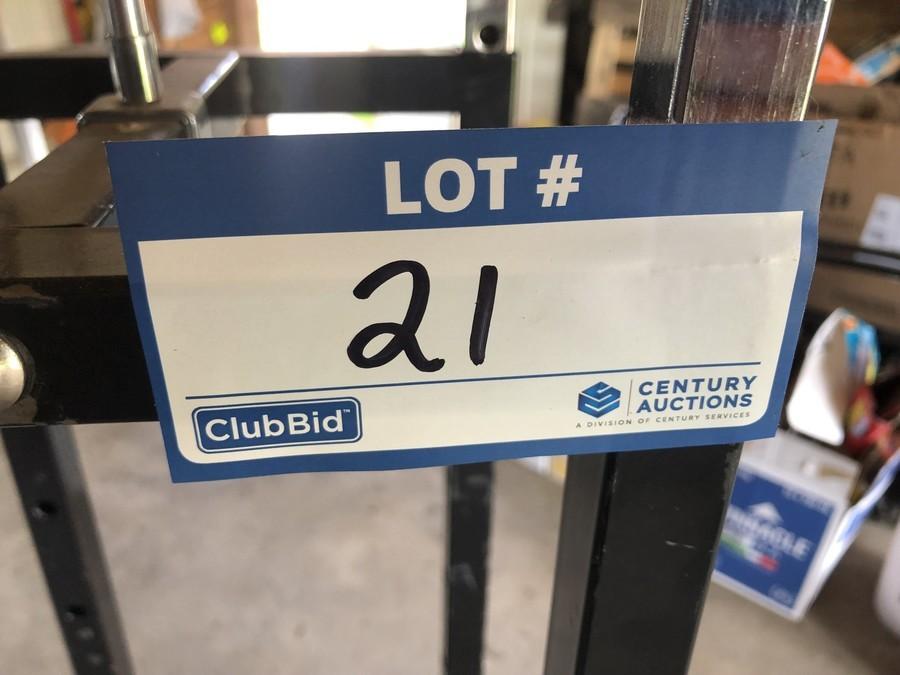 LOT #
21
ClubBid™
CENTURY
AUCTIONS
A DIVISION OF CENTURY SERVICES